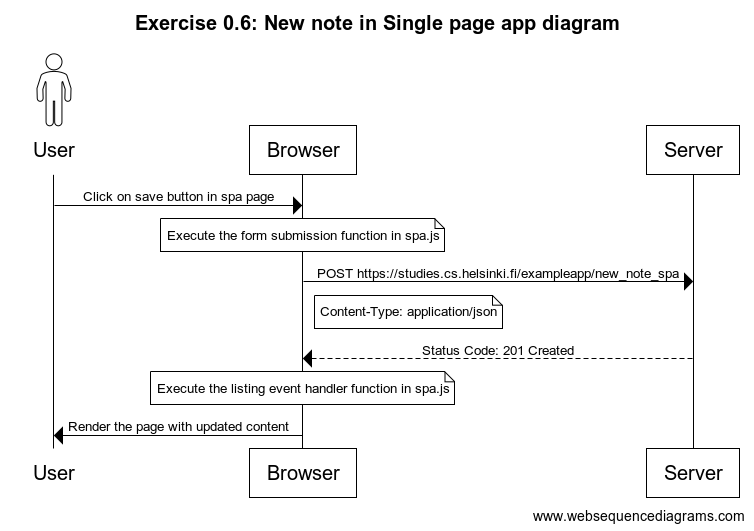 Exercise 0.6: New note in Single page app diagram
User
Browser
Server
Click on save button in spa page
Execute the form submission function in spa.js
POST https://studies.cs.helsinki.fi/exampleapp/new_note_spa
Content-Type: application/json
Status Code: 201 Created
Execute the listing event handler function in spa.js
Render the page with updated content
User
Browser
Server
www.websequencediagrams.com